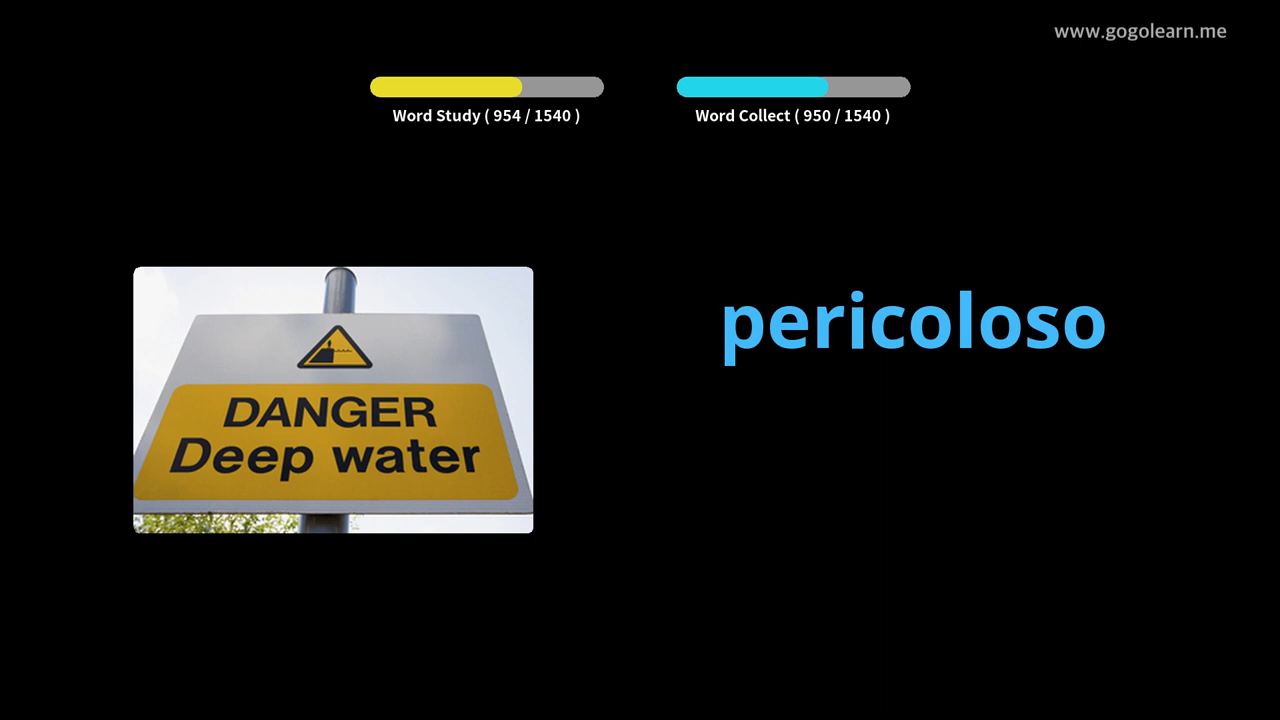 www.gogolearn.me
Word Study ( 954 / 1540 )
Word Collect ( 950 / 1540 )
DANGER
Deep water
pericoloso